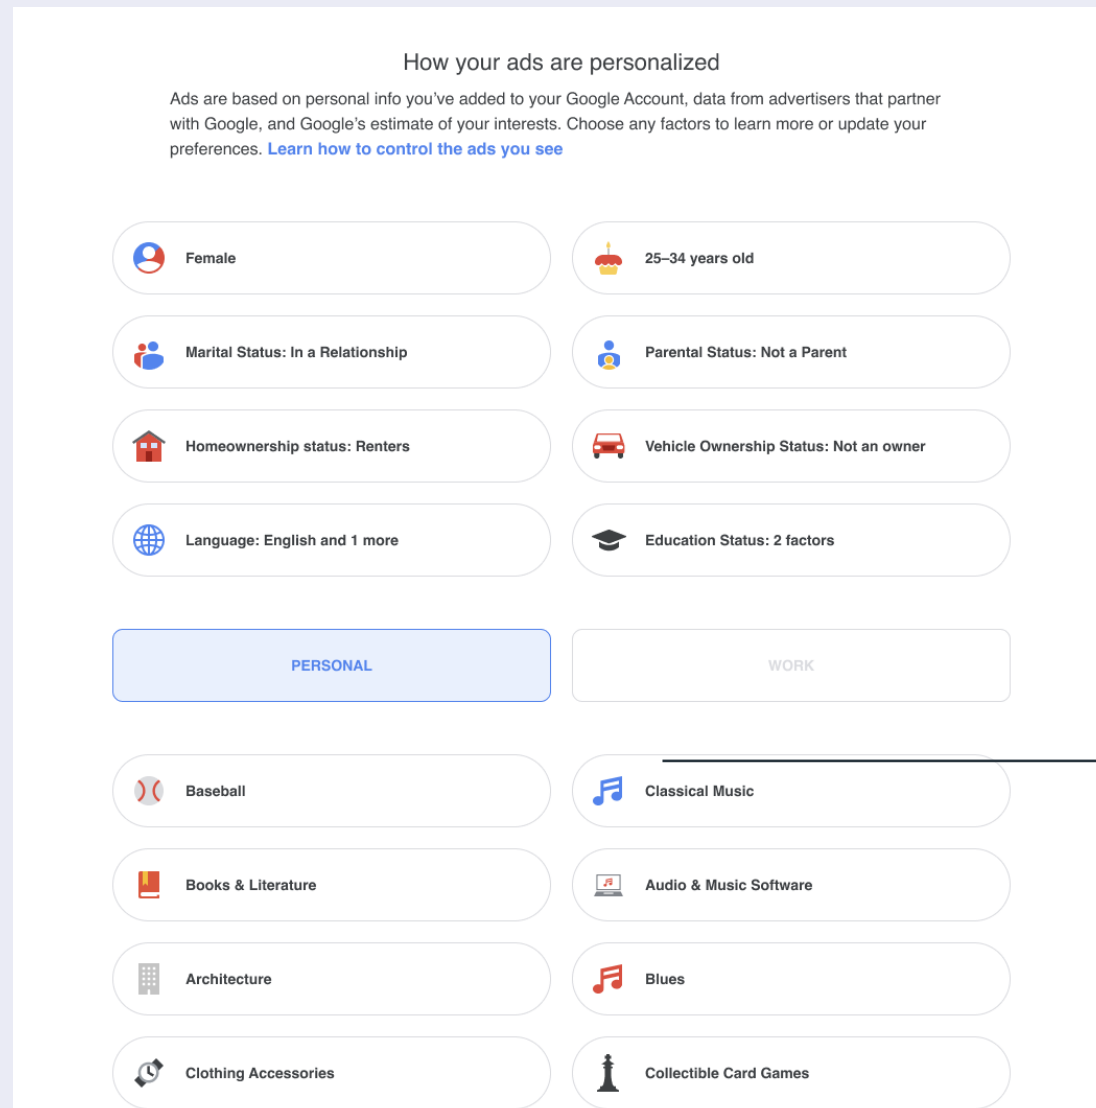 How your ads are personalized
Ads are based on personal info you’ve added to your Google Account, data from advertisers that partner
with Google, and Google’s estimate of your interests. Choose any factors to learn more or update your
preferences. Learn how to control the ads you see
Female
25–34 years old
Marital Status: In a Relationship
Parental Status: Not a Parent
Homeownership status: Renters
Vehicle Ownership Status: Not an owner
Language: English and 1 more
Education Status: 2 factors
PERSONAL
WORK
Baseball
Classical Music
Books & Literature
Audio & Music Software
Architecture
Blues
Clothing Accessories
Collectible Card Games